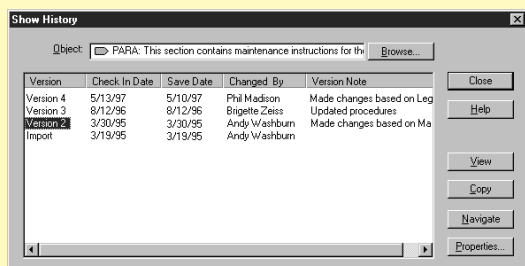 Show History
Object: PARA: This section contains maintenance instructions for the Browse...
Version Check In Date Save Date Changed By Version Note
Version 4 5/13/97 5/10/97 Phil Madison Made changes based on Leg
Version 3 8/12/96 8/12/96 Brigette Zeiss Updated procedures
Version 2 3/30/95 3/30/95 Andy Washburn Made changes based on Ma
Import 3/19/95 3/19/95 Andy Washburn
Close
Help
View
Copy
Navigate
Properties...